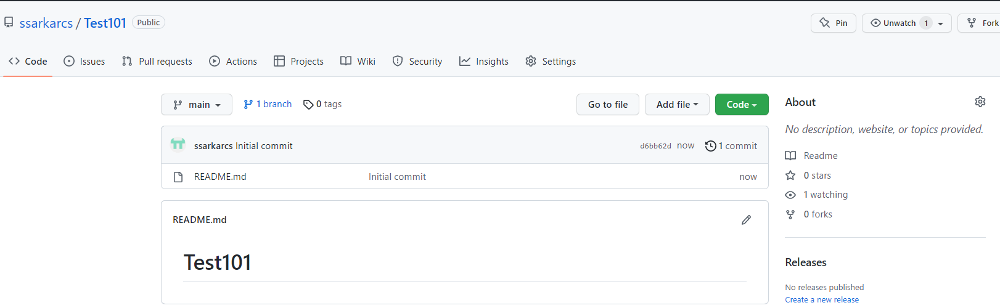 ssarkarcs / Test101 Public
Pin Unwatch 1 Fork
Code Issues Pull requests Actions Projects Wiki Security Insights Settings
main 1 branch 0 tags Go to file Add file Code
ssarkarcs Initial commit d6bb62d now 1 commit
README.md Initial commit now
README.md
Test101
About
No description, website, or topics provided.
Readme
0 stars
1 watching
0 forks
Releases
No releases published
Create a new release